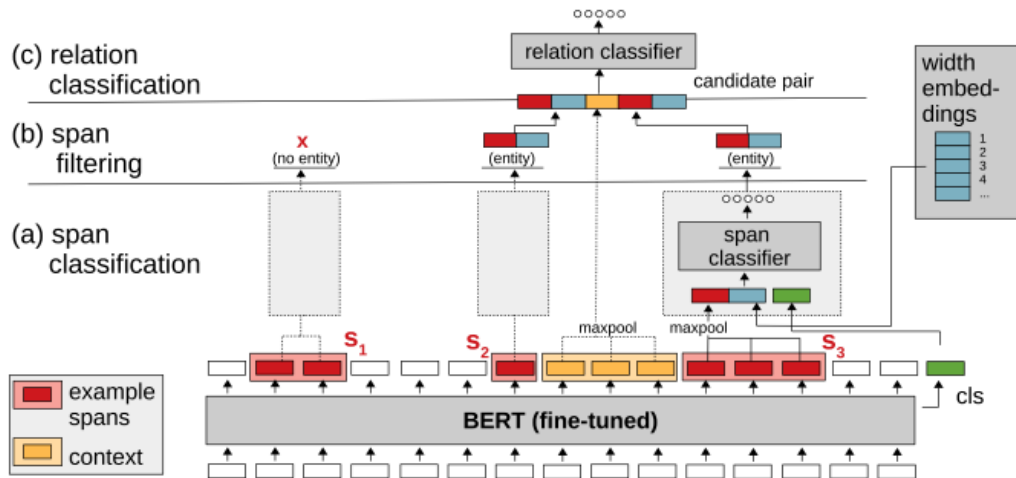 (c) relation
classification
relation classifier
candidate pair
width
embed-
dings
1
2
3
4
...
(b) span
filtering
x
(no entity)
(entity)
(entity)
(a) span
classification
span
classifier
maxpool
maxpool
s1
s2
s3
example
spans
context
BERT (fine-tuned)
cls